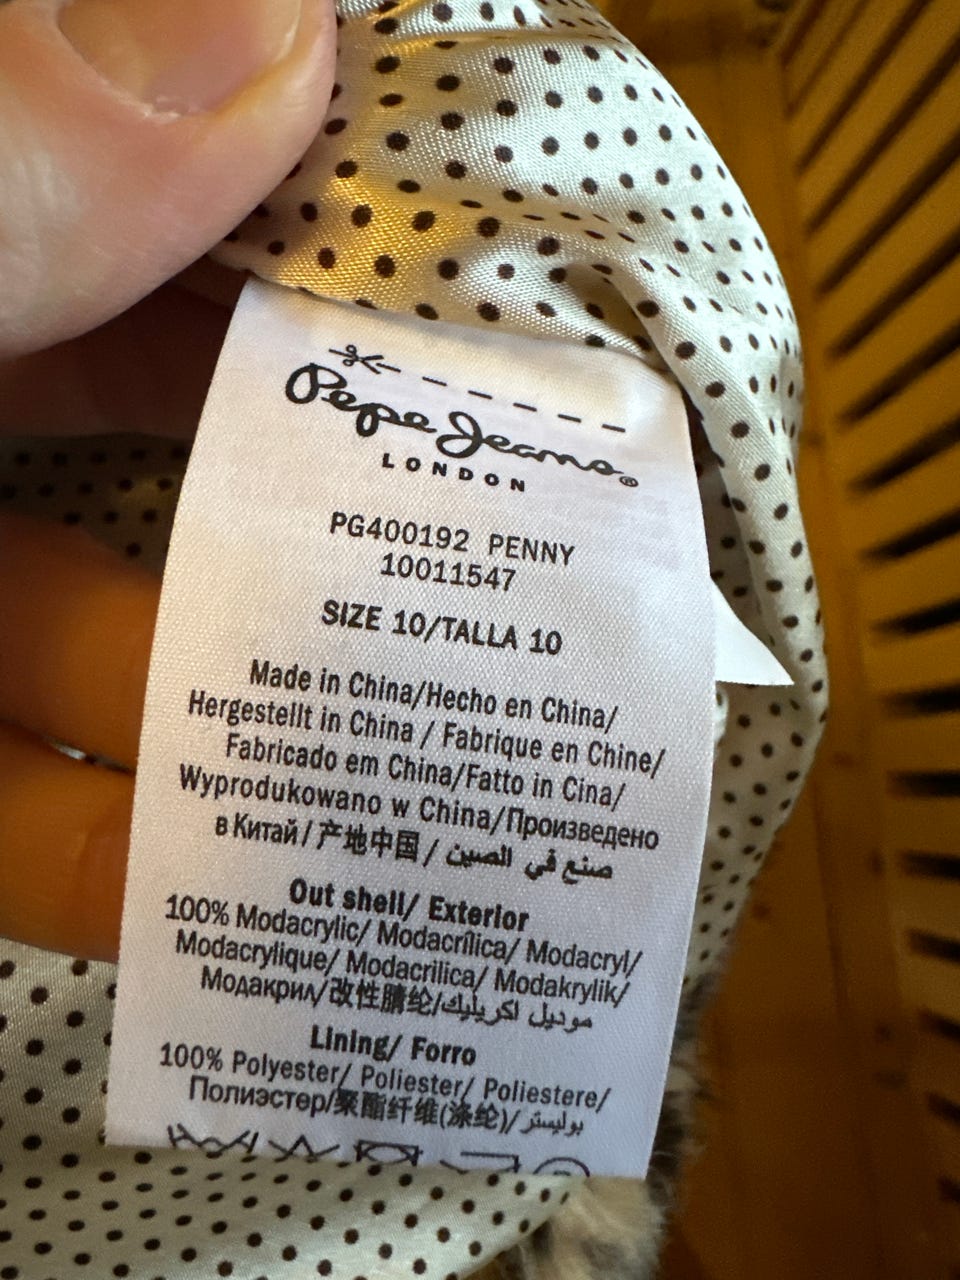 Pepe Jeans®
LONDON
PG400192 PENNY
10011547
SIZE 10/TALLA 10
Made in China/Hecho en China/
Hergestellt in China / Fabrique en Chine/
Fabricado em China/Fatto in Cina/
Wyprodukowano w China/Произведено
в Китай/产地中国/ صنع في الصين
Out shell/ Exterior
100% Modacrylic/ Modacrílica/ Modacryl/
Modacrylique/ Modacrilica/ Modakrylik/
Модакрил/改性腈纶/موديل اكريليك
Lining/ Forro
100% Polyester/ Poliester/ Poliestere/
Полиэстер/聚酯纤维(涤纶)/ بوليستر